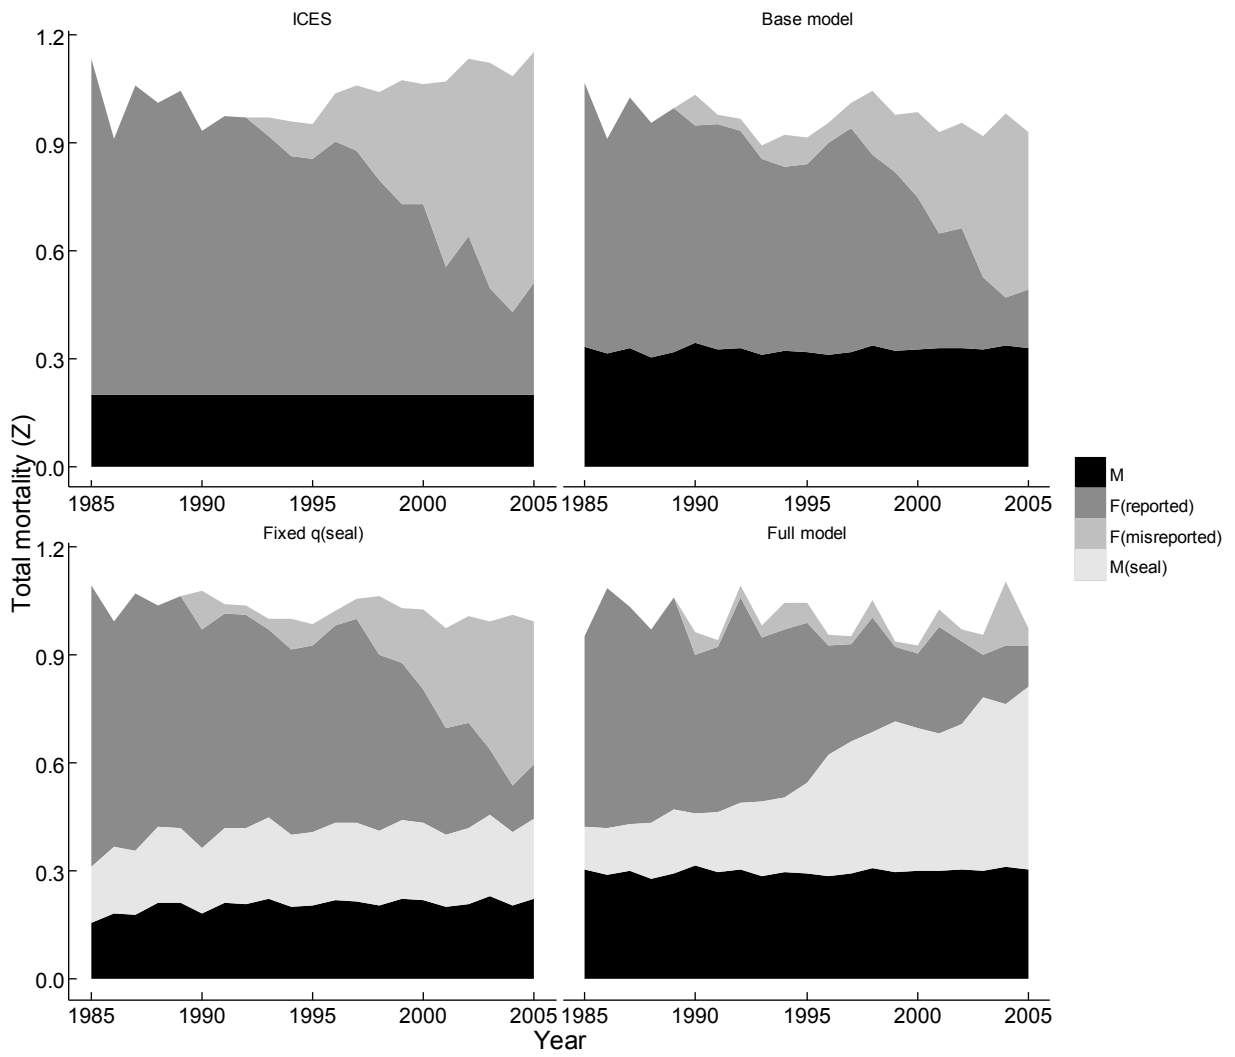 ICES
Base model
1.2
0.9
0.6
0.3
0.0
1985 1990 1995 2000 2005
1985 1990 1995 2000 2005
Total mortality (Z)
M
F(reported)
F(misreported)
M(seal)
Fixed q(seal)
Full model
1.2
0.9
0.6
0.3
0.0
1985 1990 1995 2000 2005
1985 1990 1995 2000 2005
Year